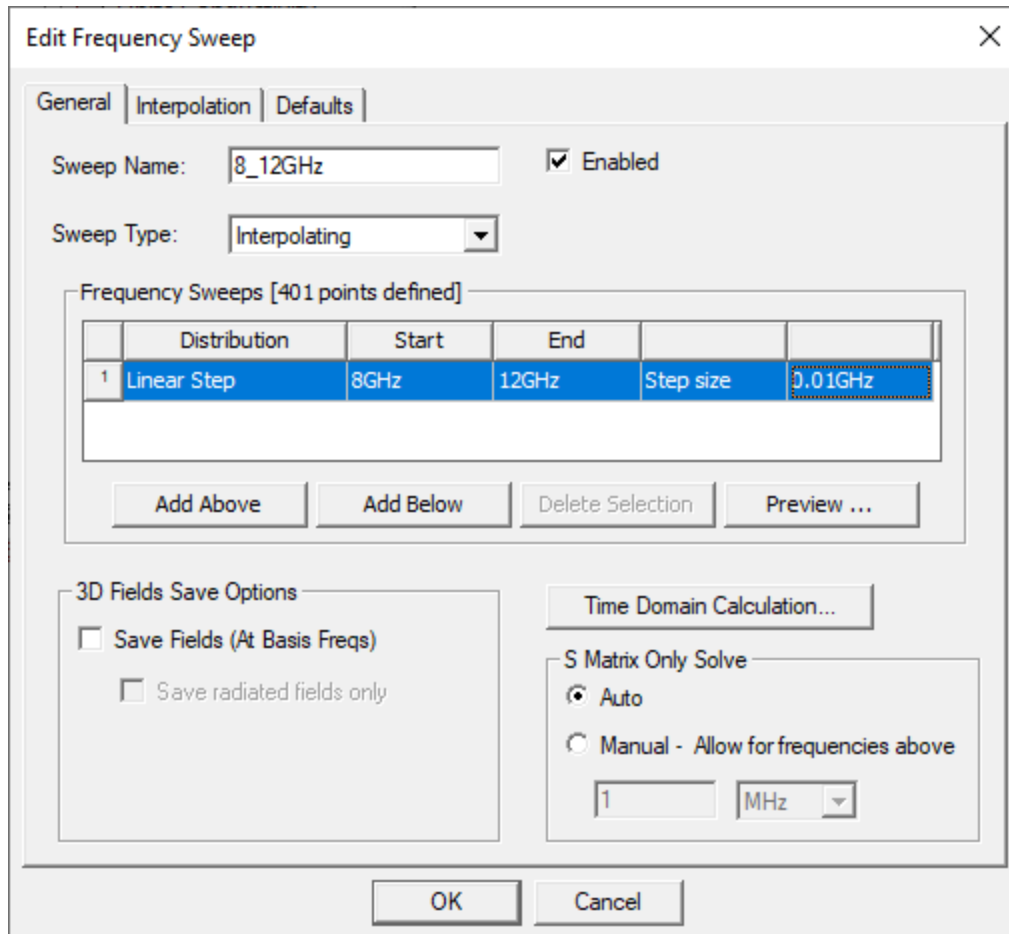 Edit Frequency Sweep
General Interpolation Defaults
Sweep Name: 8_12GHz Enabled
Sweep Type: Interpolating
Frequency Sweeps [401 points defined]
Distribution Start End
1 Linear Step 8GHz 12GHz Step size 0.01GHz
Add Above Add Below Delete Selection Preview ...
3D Fields Save Options
Save Fields (At Basis Freqs)
Save radiated fields only
Time Domain Calculation...
S Matrix Only Solve
Auto
Manual - Allow for frequencies above
1 MHz
OK Cancel